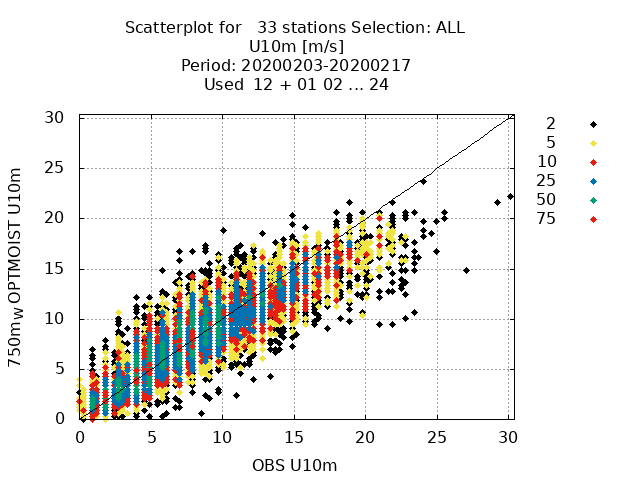 Scatterplot for   33 stations Selection: ALL
U10m [m/s]
Period: 20200203-20200217
Used  12 + 01 02 ... 24
750m_W OPTMOIST U10m
30
25
20
15
10
5
0
0 5 10 15 20 25 30
OBS U10m
2
5
10
25
50
75